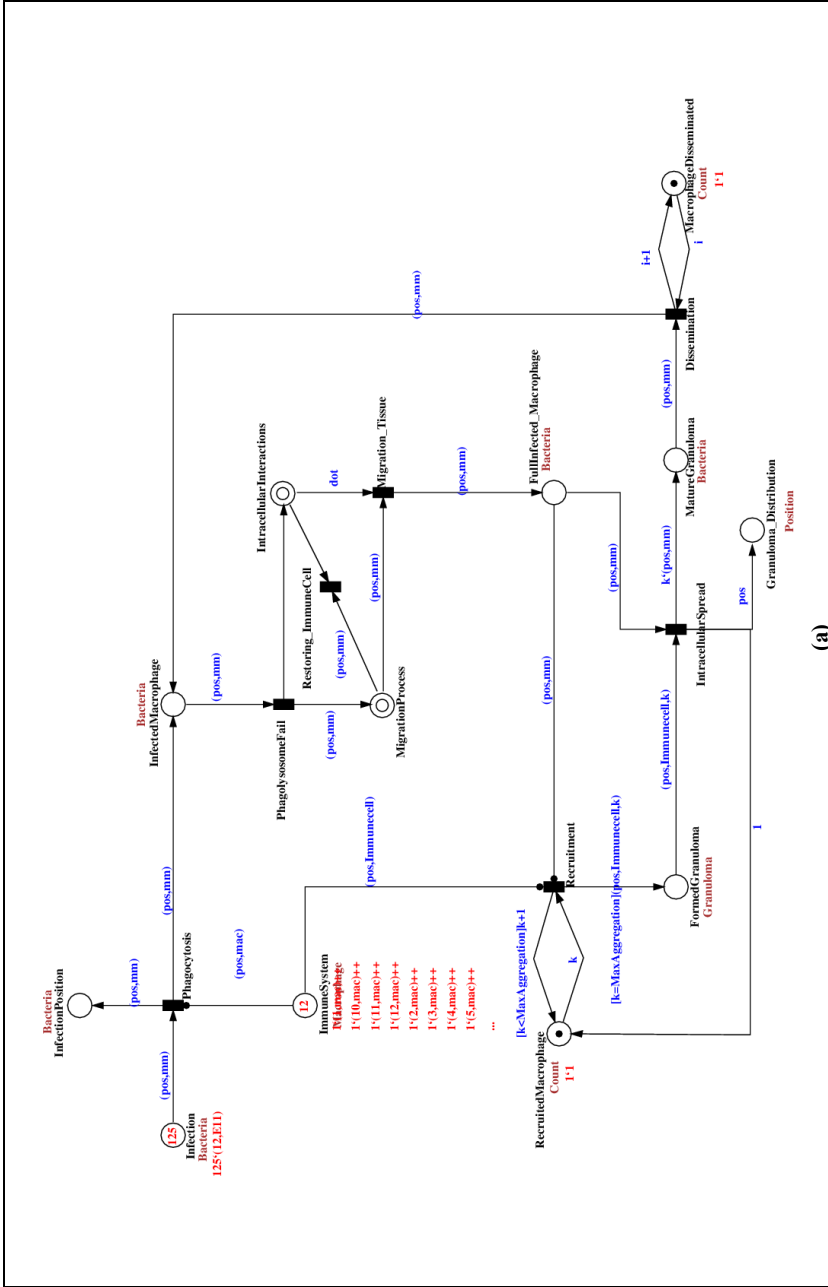 Bacteria
InfectionPosition
(pos,mm)
125
Infection
Bacteria
125‘(12,E11)
(pos,mm)
Phagocytosis
(pos,mm)
Bacteria
InfectedMacrophage
(pos,mac)
(pos,mm)
12
ImmuneSystem
Macrophage
1‘(10,mac)++
1‘(11,mac)++
1‘(12,mac)++
1‘(2,mac)++
1‘(3,mac)++
1‘(4,mac)++
1‘(5,mac)++
...
(pos,Immunecell)
PhagolysosomeFail
IntracellularInteractions
Restoring_ImmuneCell
(pos,mm)
(pos,mm)
dot
MigrationProcess
(pos,mm)
Migration_Tissue
(pos,mm)
(pos,mm)
[k<MaxAggregation]k+1
k
RecruitedMacrophage
Count
1‘1
Recruitment
(pos,mm)
FullInfected_Macrophage
Bacteria
[k=MaxAggregation](pos,Immunecell,k)
(pos,mm)
FormedGranuloma
Granuloma
(pos,Immunecell,k)
IntracellularSpread
k‘(pos,mm)
MatureGranuloma
Bacteria
(pos,mm)
Dissemination
i+1
i
MacrophageDisseminated
Count
1‘1
1
pos
Granuloma_Distribution
Position
(a)